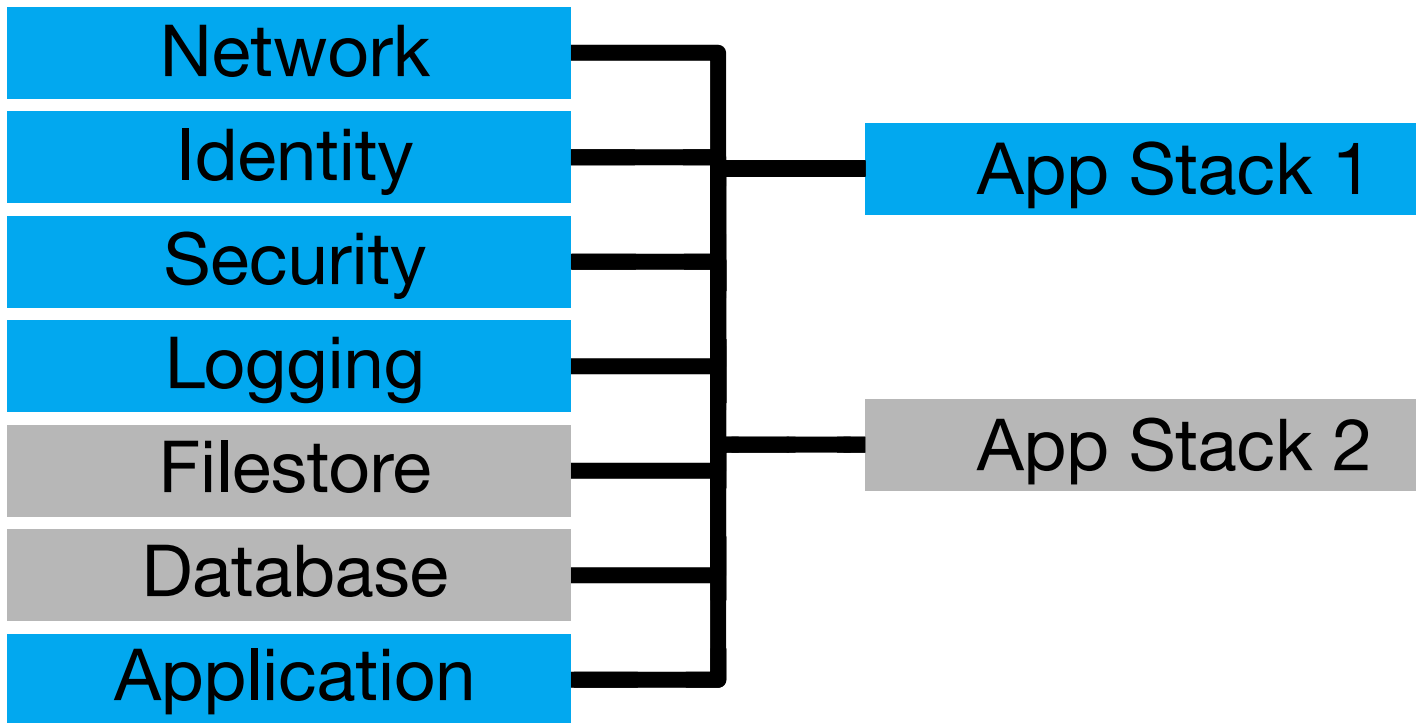 Network
Identity
Security
Logging
Filestore
Database
Application
App Stack 1
App Stack 2